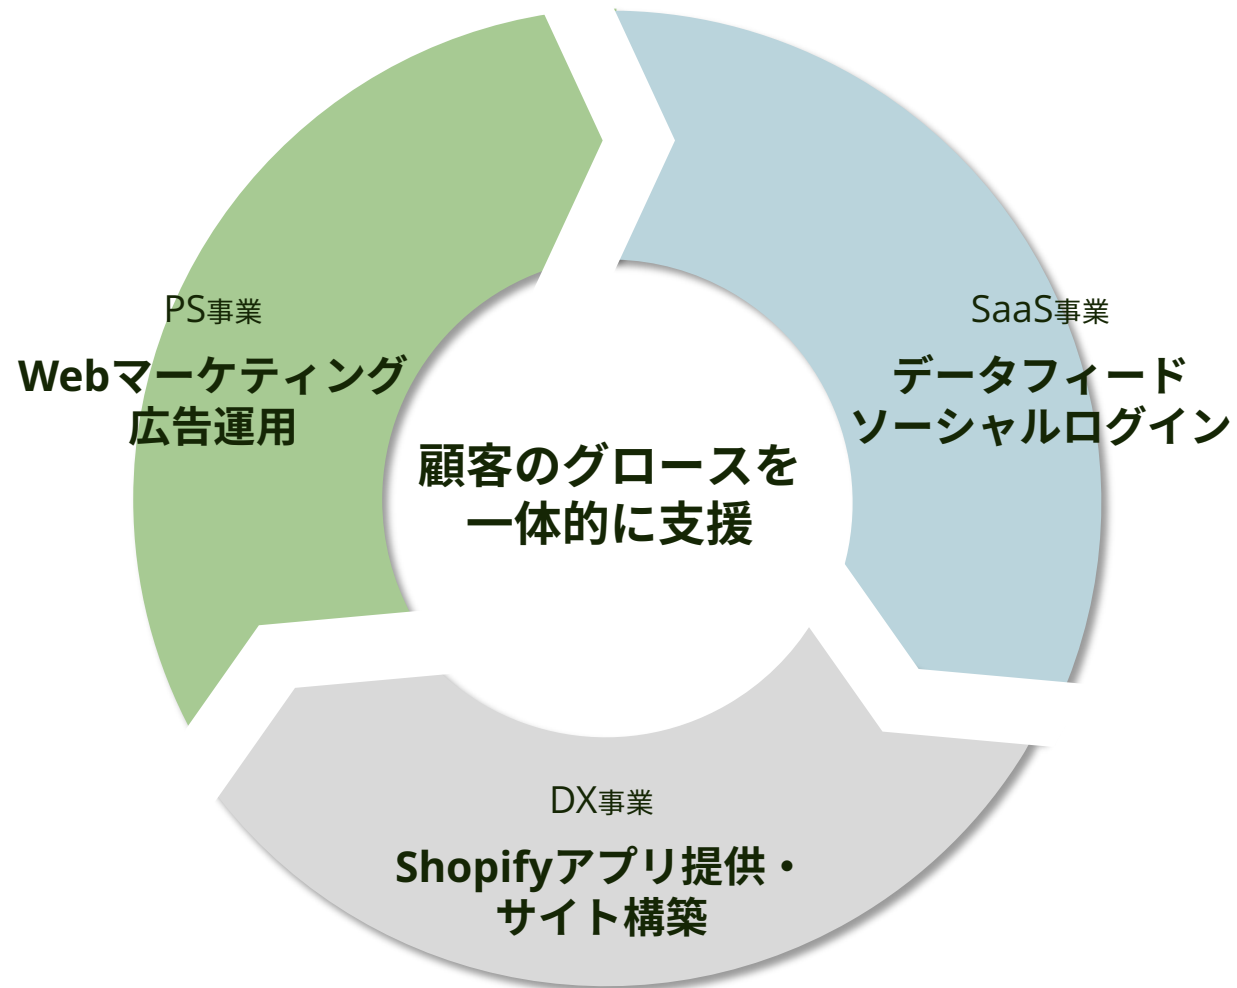 PS事業
Webマーケティング
広告運用
SaaS事業
データフィード
ソーシャルログイン
顧客のグロースを
一体的に支援
DX事業
Shopifyアプリ提供・
サイト構築